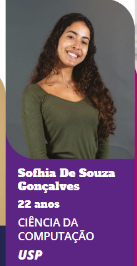 Sofhia De Souza
Gonçalves
22 anos
CIÊNCIA DA
COMPUTAÇÃO
USP